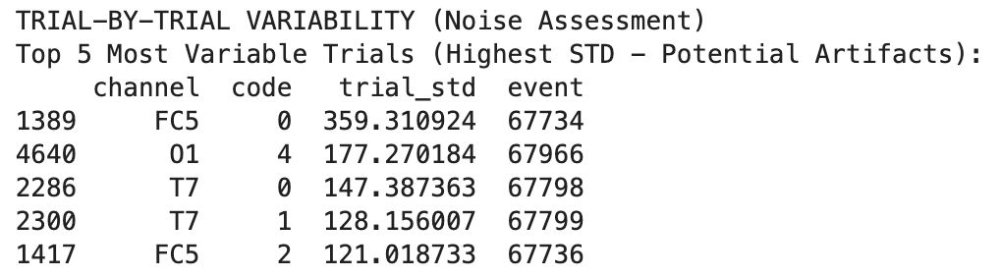 TRIAL-BY-TRIAL VARIABILITY (Noise Assessment)
Top 5 Most Variable Trials (Highest STD - Potential Artifacts):
channel code trial_std event
1389 FC5 0 359.310924 67734
4640 O1 4 177.270184 67966
2286 T7 0 147.387363 67798
2300 T7 1 128.156007 67799
1417 FC5 2 121.018733 67736